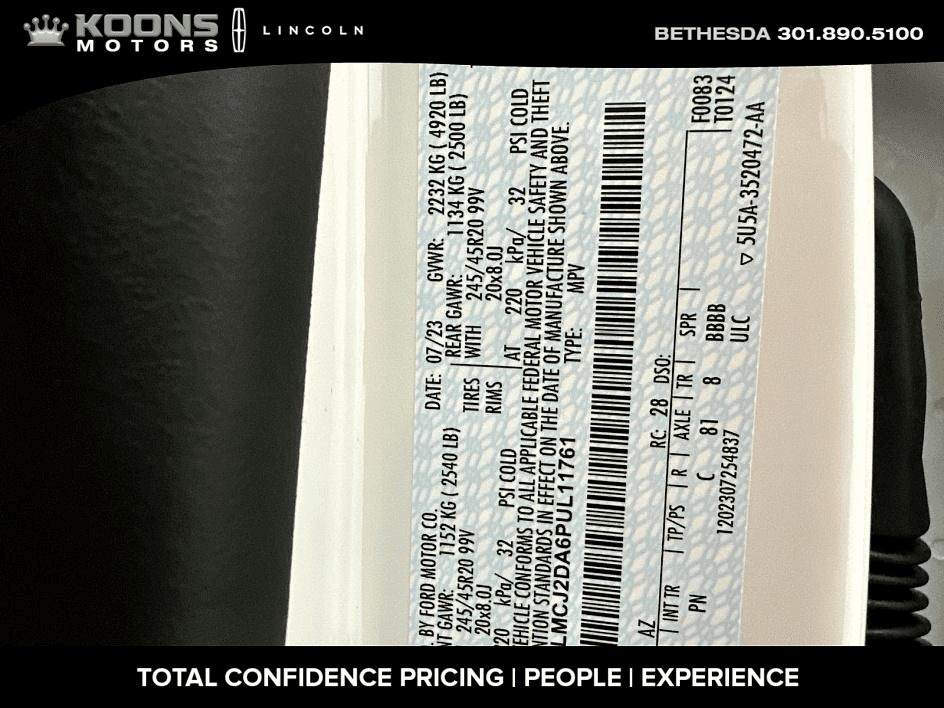 KOONS
MOTORS
LINCOLN
BETHESDA 301.890.5100
. BY FORD MOTOR CO. DATE: 07/23 GVWR: 2232 KG ( 4920 LB)
NT GAWR: 1152 KG ( 2540 LB) REAR GAWR: 1134 KG ( 2500 LB)
245/45R20 99V TIRES WITH 245/45R20 99V
20x8.0J RIMS 20x8.0J
220 kPa/ 32 PSI COLD AT 220 kPa/ 32 PSI COLD
EHICLE CONFORMS TO ALL APPLICABLE FEDERAL MOTOR VEHICLE SAFETY AND THEFT
NTION STANDARDS IN EFFECT ON THE DATE OF MANUFACTURE SHOWN ABOVE.
LMCJ2DA6PUL11761 TYPE: MPV
F0083
T0124
AZ RC: 28 DSO:
INT TR TP/PS R AXLE TR SPR
PN C 81 8 BBBB
1202307254837 ULC
▽ 5U5A-3520472-AA
TOTAL CONFIDENCE PRICING | PEOPLE | EXPERIENCE